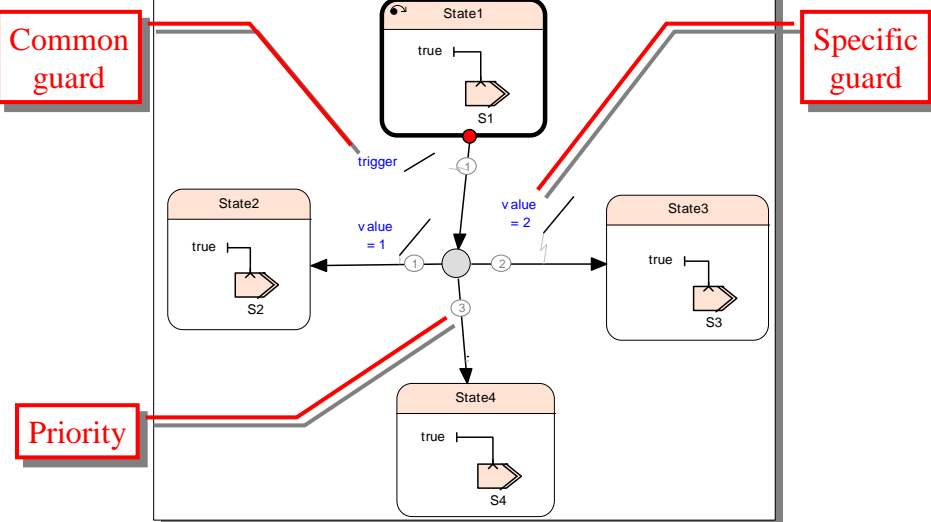 Common
guard
Specific
guard
State1
true
S1
trigger
1
State2
true
S2
value
= 1
1
value
= 2
2
State3
true
S3
3
State4
true
S4
Priority